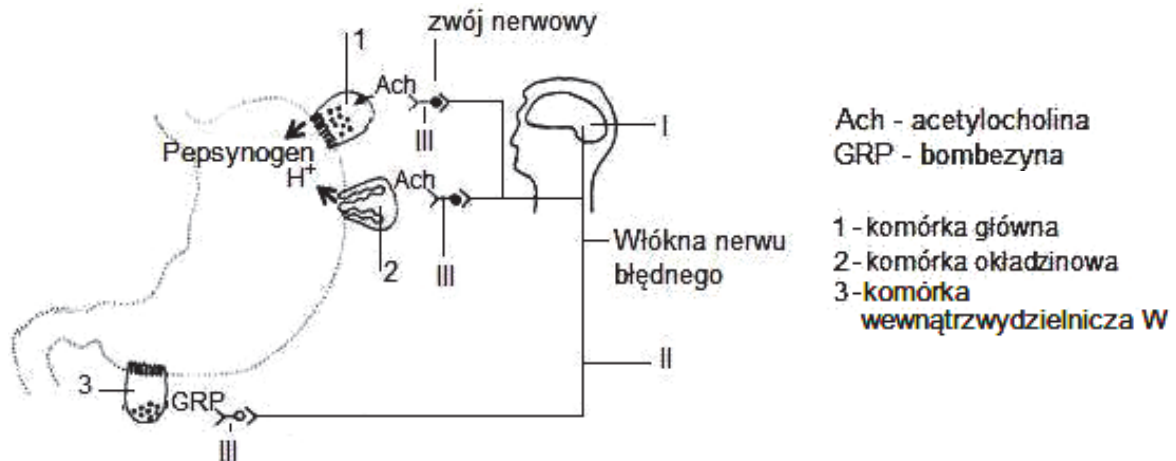 zwój nerwowy
1
Ach
III
Pepsynogen
H+
Ach
2
III
I
Włókna nerwu
błędnego
II
3
GRP
III
Ach - acetylocholina
GRP - bombezyna
1 - komórka główna
2 - komórka okładzinowa
3 - komórka
wewnątrzwydzielnicza W